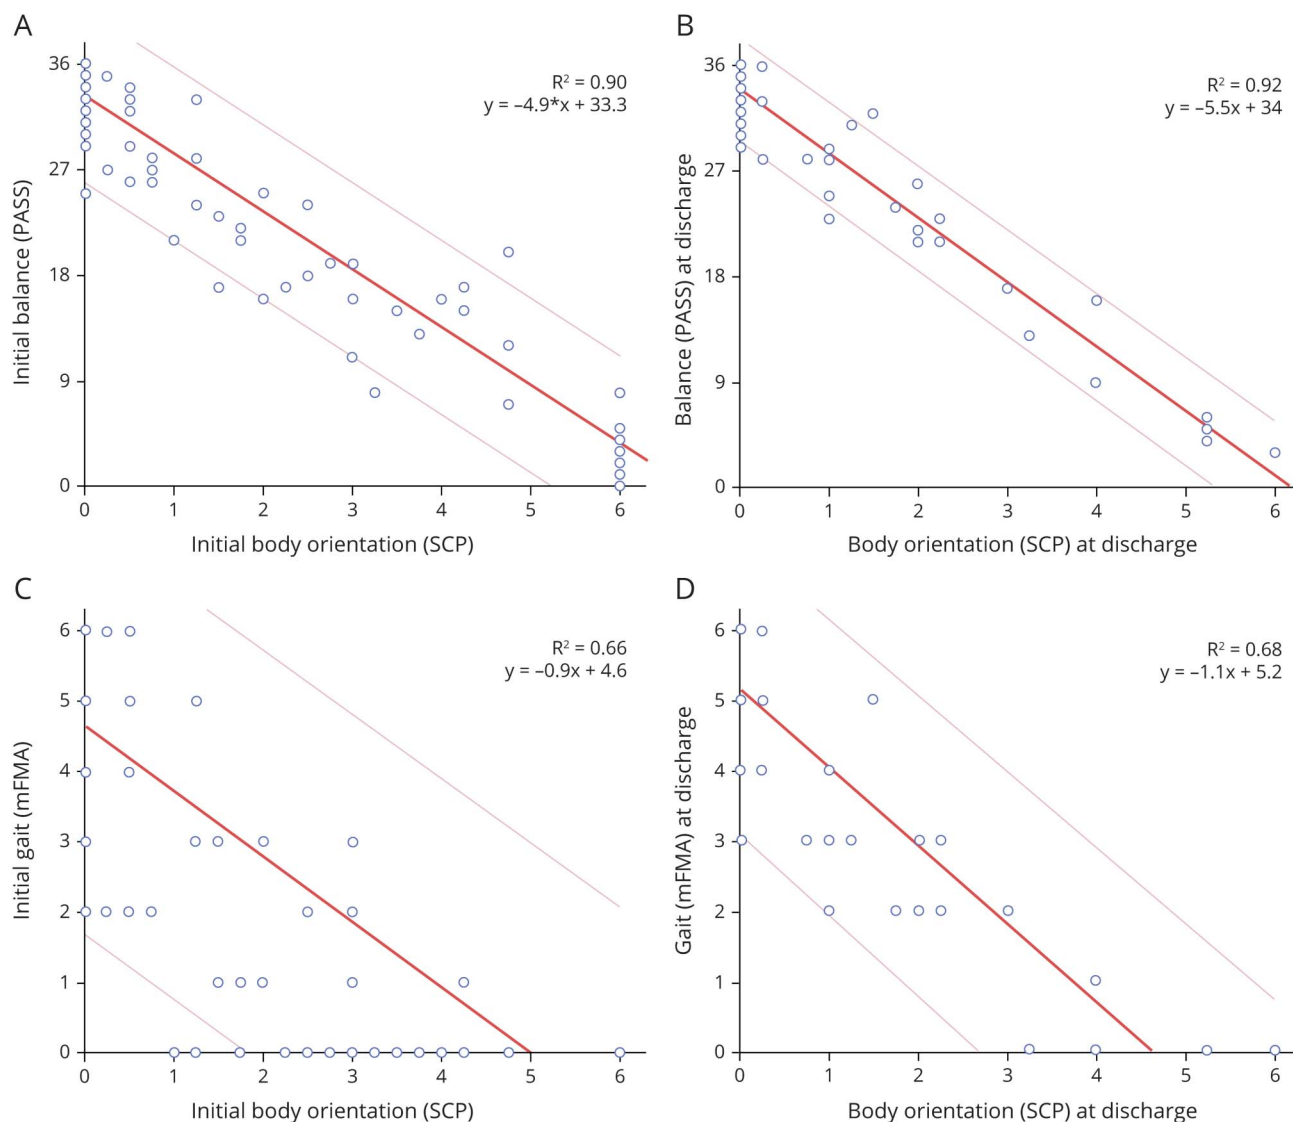 A
R² = 0.90
y = –4.9*x + 33.3
Initial balance (PASS)
36
27
18
9
0
0 1 2 3 4 5 6
Initial body orientation (SCP)
B
R² = 0.92
y = –5.5x + 34
Balance (PASS) at discharge
36
27
18
9
0
0 1 2 3 4 5 6
Body orientation (SCP) at discharge
C
R² = 0.66
y = –0.9x + 4.6
Initial gait (mFMA)
6
5
4
3
2
1
0
0 1 2 3 4 5 6
Initial body orientation (SCP)
D
R² = 0.68
y = –1.1x + 5.2
Gait (mFMA) at discharge
6
5
4
3
2
1
0
0 1 2 3 4 5 6
Body orientation (SCP) at discharge